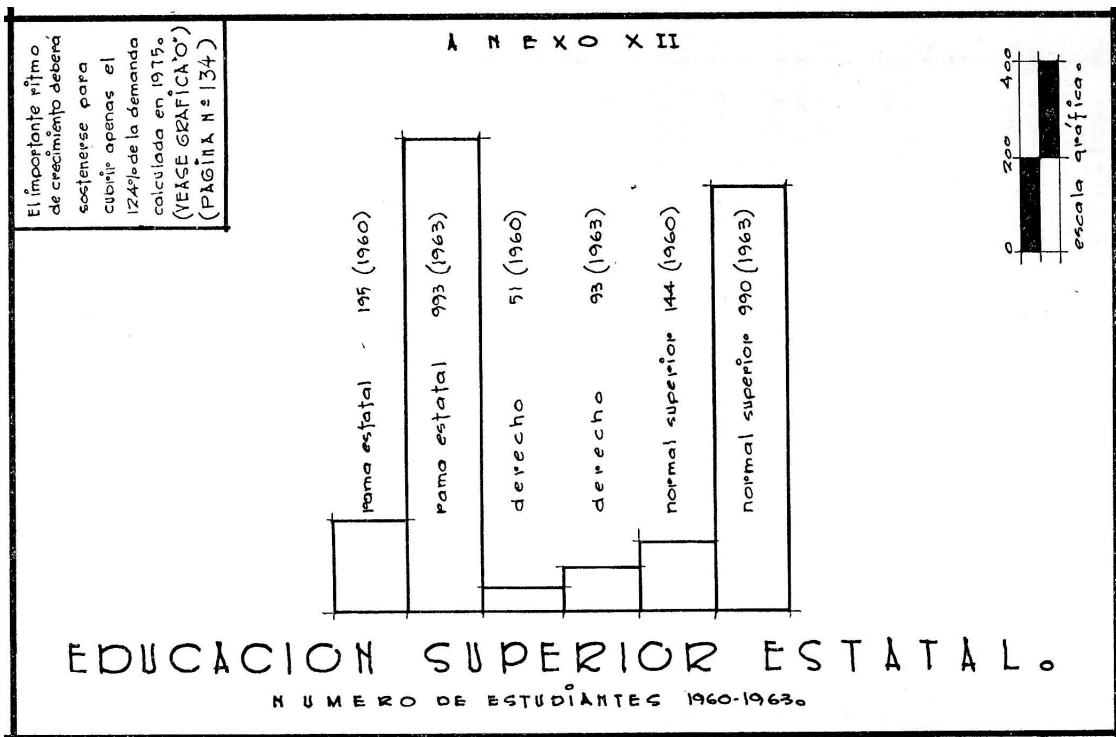 ANEXO XII
El importante ritmo
de crecimiento deberá
sostenerse para
cubrir apenas el
124% de la demanda
calculada en 1975.
(VEASE GRAFICA "O")
(PAGINA Nº 134)
400
200
0
escala gráfica.
rama estatal - 195 (1960)
rama estatal 993 (1963)
derecho 51 (1960)
derecho 93 (1963)
normal superior 144 (1960)
normal superior 990 (1963)
EDUCACION SUPERIOR ESTATAL.
NUMERO DE ESTUDIANTES 1960-1963.